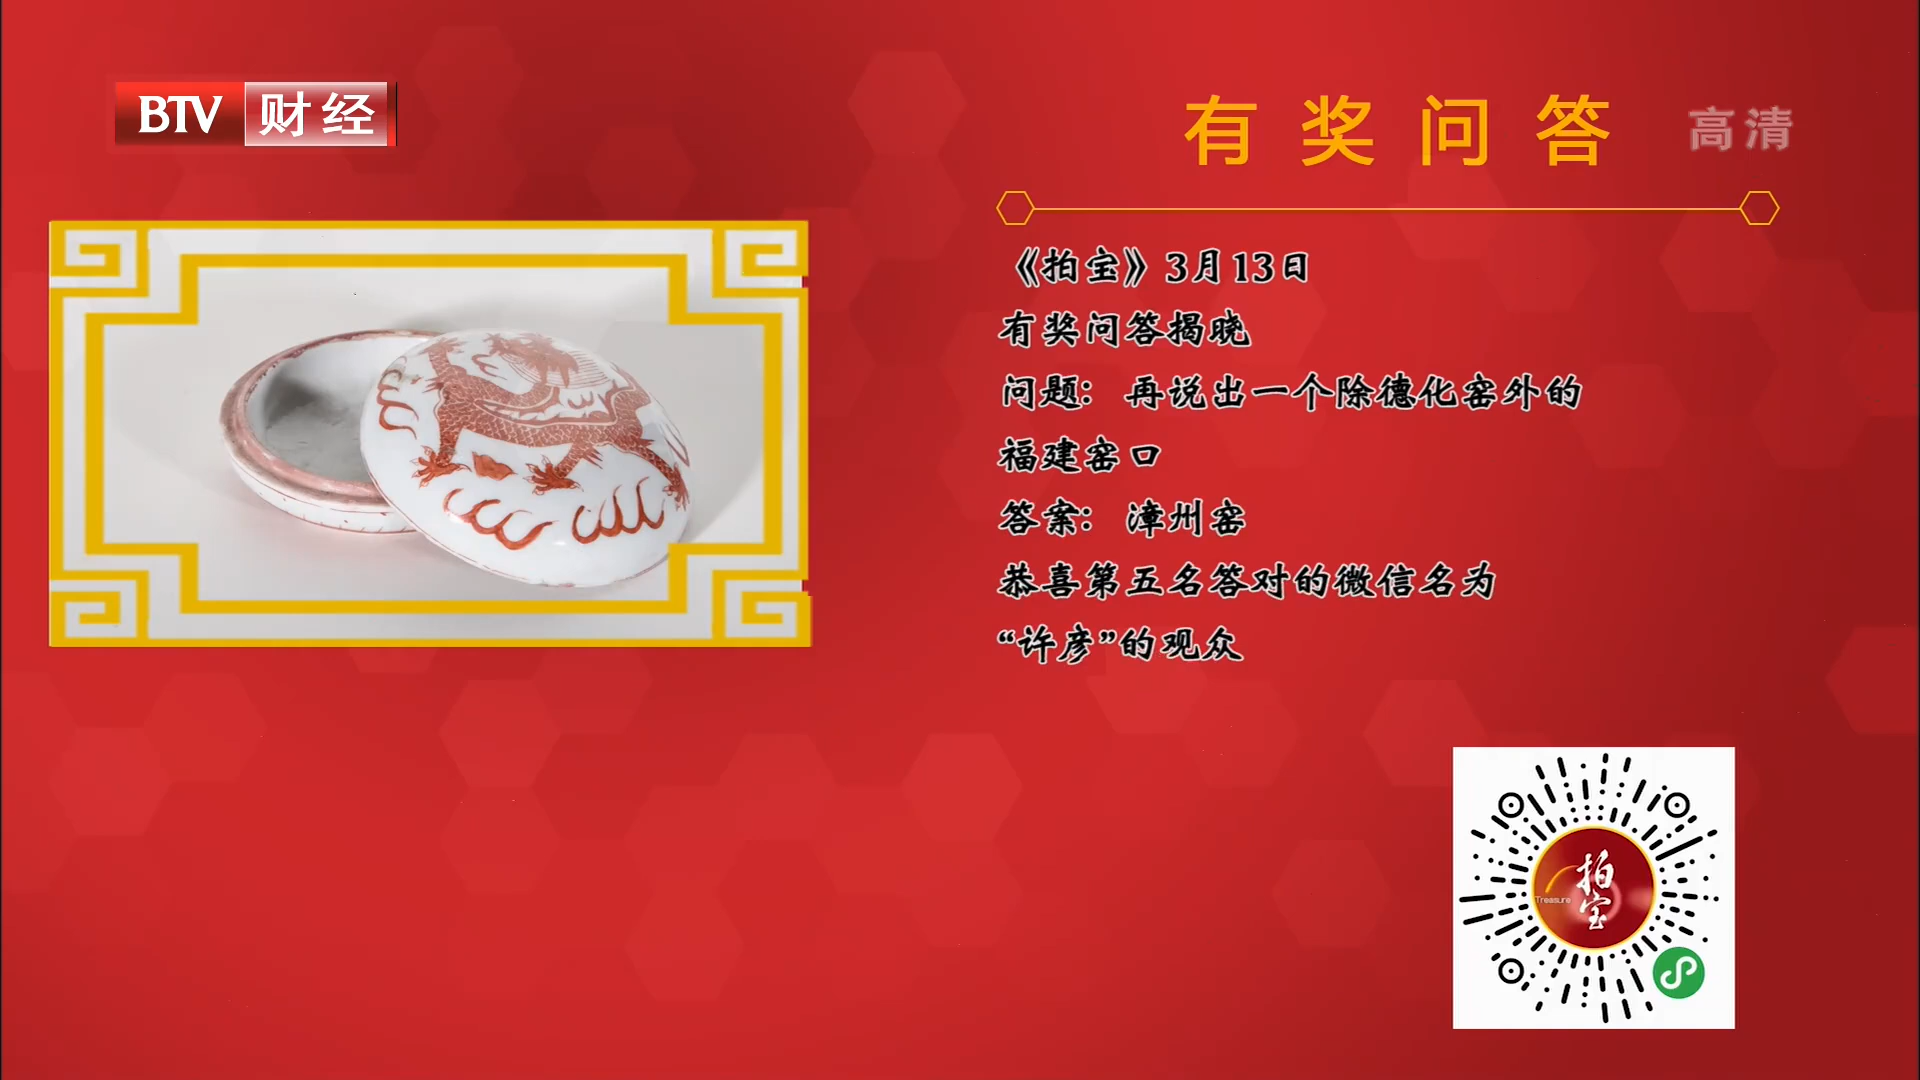 BTV 财经
有奖问答
高清
《拍宝》3月13日
有奖问答揭晓
问题：再说出一个除德化窑外的
福建窑口
答案：漳州窑
恭喜第五名答对的微信名为
“许彦”的观众
拍宝
Treasure